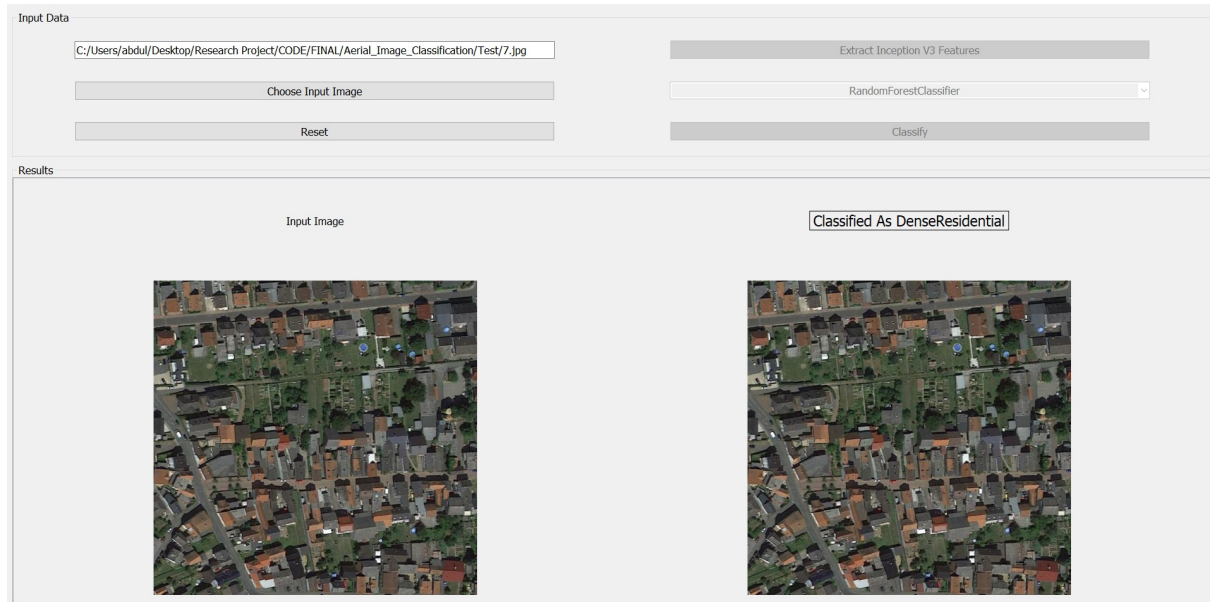 Input Data
C:/Users/abdul/Desktop/Research Project/CODE/FINAL/Aerial_Image_Classification/Test/7.jpg
Extract Inception V3 Features
Choose Input Image
RandomForestClassifier
Reset
Classify
Results
Input Image
Classified As DenseResidential